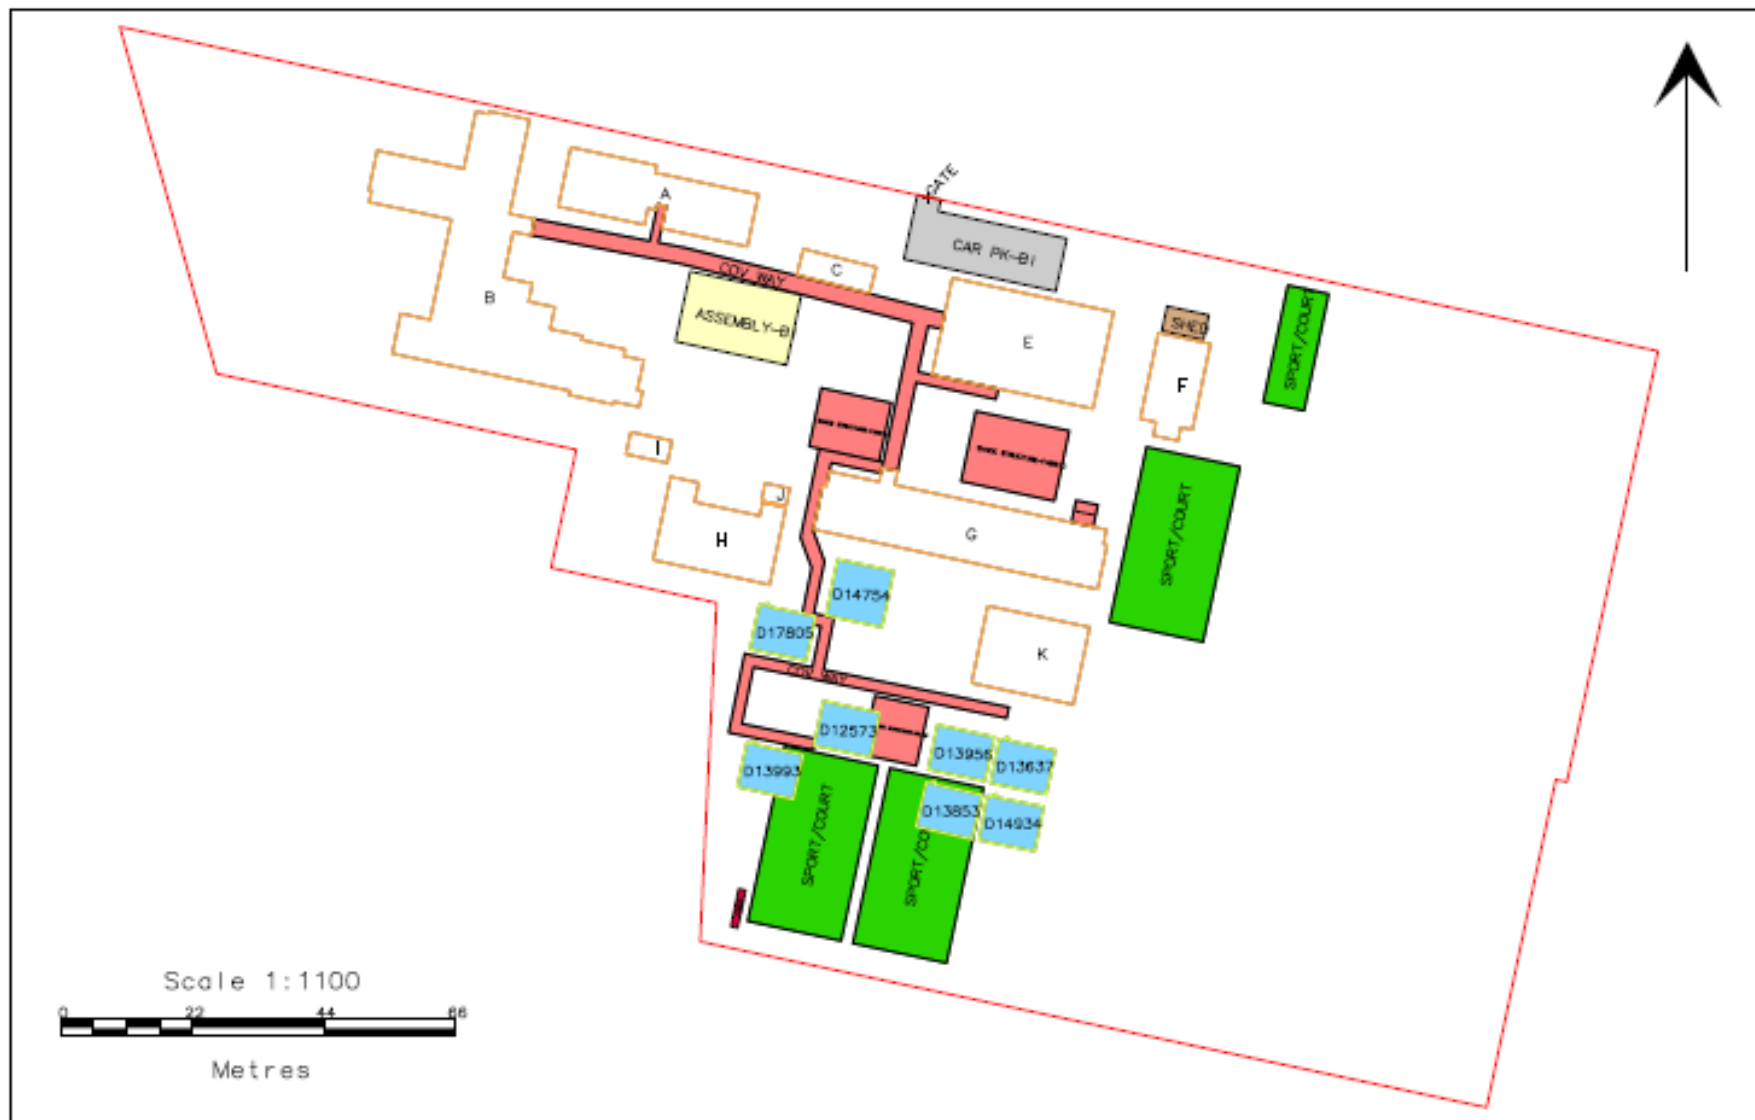 GATE
A
CAR PK-BI
C
COV WAY
B
ASSEMBLY-B
E
SHED
SPORT/COURT
F
I
J
H
G
SPORT/COURT
D14754
D17805
K
COV WAY
D12573
D13956
D13637
D13993
D13853
D14934
SPORT/COURT
SPORT/CO
Scale 1:1100
0 22 44 66
Metres